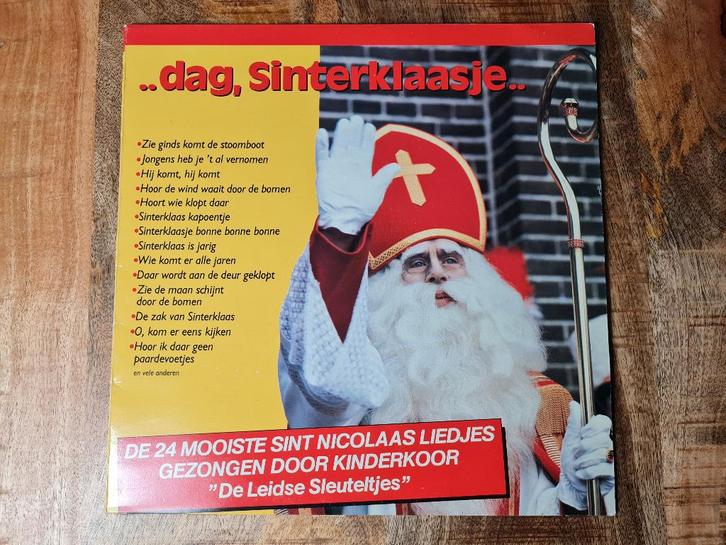 ..dag, Sinterklaasje..
•Zie ginds komt de stoomboot
•Jongens heb je 't al vernomen
•Hij komt, hij komt
•Hoor de wind waait door de bomen
•Hoort wie klopt daar
•Sinterklaas kapoentje
•Sinterklaasje bonne bonne bonne
•Sinterklaas is jarig
•Wie komt er alle jaren
•Daar wordt aan de deur geklopt
•Zie de maan schijnt
door de bomen
•De zak van Sinterklaas
•O, kom er eens kijken
•Hoor ik daar geen
paardevoetjes
en vele anderen
DE 24 MOOISTE SINT NICOLAAS LIEDJES
GEZONGEN DOOR KINDERKOOR
"De Leidse Sleuteltjes"